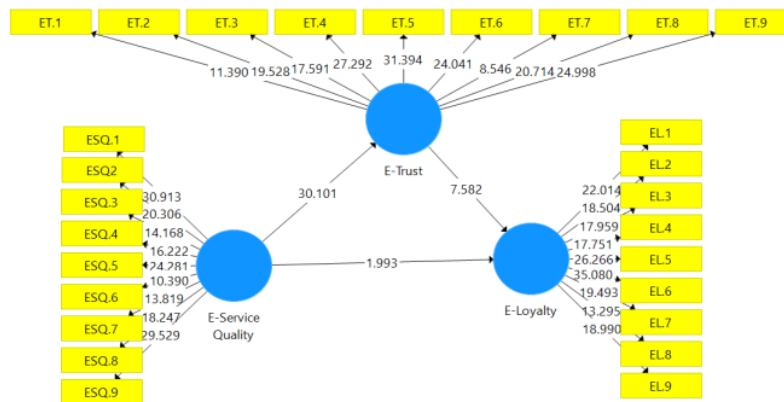 ET.1 ET.2 ET.3 ET.4 ET.5 ET.6 ET.7 ET.8 ET.9
11.390 19.528 17.591 27.292 31.394 24.041 8.546 20.714 24.998
E-Trust
ESQ.1
ESQ2
ESQ.3
ESQ.4
ESQ.5
ESQ.6
ESQ.7
ESQ.8
ESQ.9
30.913
20.306
14.168
16.222
24.281
10.390
13.819
18.247
29.529
E-Service
Quality
30.101
7.582
1.993
E-Loyalty
22.014
18.504
17.959
17.751
26.266
35.080
19.493
13.295
18.990
EL.1
EL.2
EL.3
EL.4
EL.5
EL.6
EL.7
EL.8
EL.9